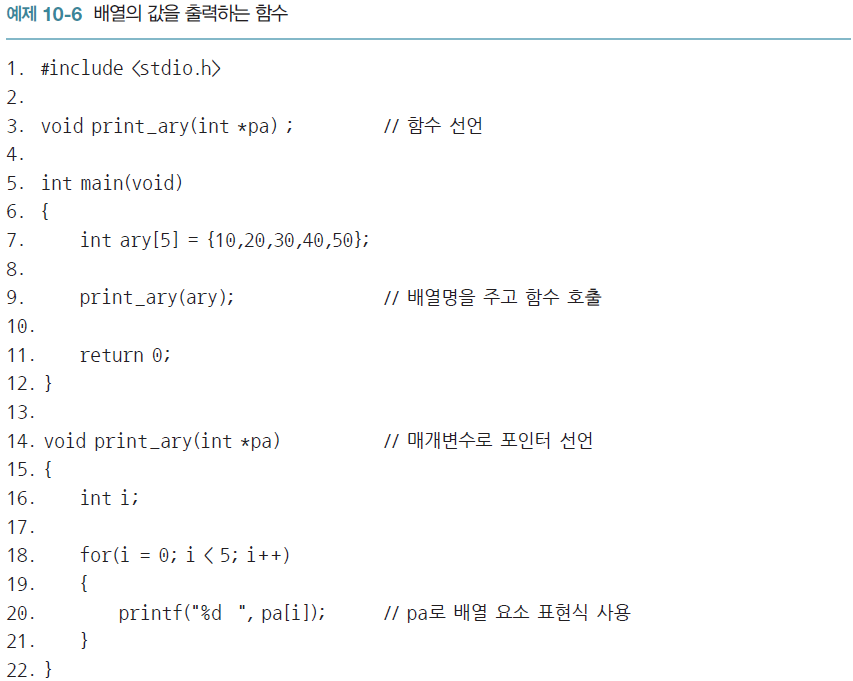 예제 10-6 배열의 값을 출력하는 함수
1. #include <stdio.h>
2.
3. void print_ary(int *pa) ; // 함수 선언
4.
5. int main(void)
6. {
7. int ary[5] = {10,20,30,40,50};
8.
9. print_ary(ary); // 배열명을 주고 함수 호출
10.
11. return 0;
12. }
13.
14. void print_ary(int *pa) // 매개변수로 포인터 선언
15. {
16. int i;
17.
18. for(i = 0; i < 5; i++)
19. {
20. printf("%d ", pa[i]); // pa로 배열 요소 표현식 사용
21. }
22. }